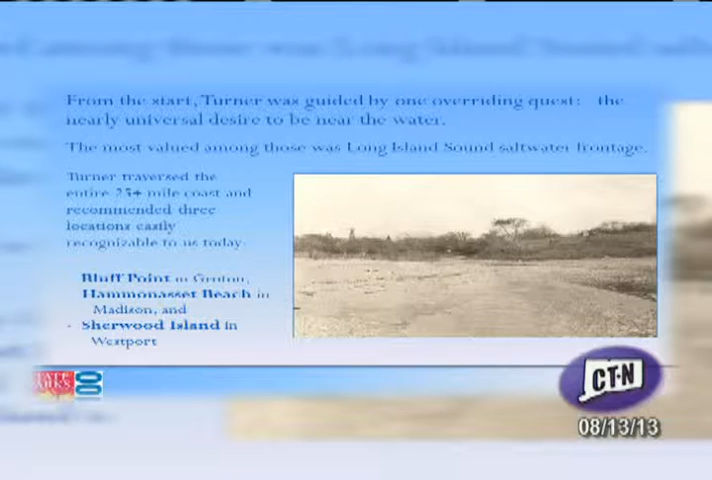 From the start, Turner was guided by one overriding quest: the
nearly universal desire to be near the water.
The most valued among those was Long Island Sound saltwater frontage.
Turner traversed the
entire 254 mile coast and
recommended three
locations easily
recognizable to us today:
Bluff Point in Groton,
Hammonasset Beach in
Madison, and
- Sherwood Island in
Westport
100
CT-N
08/13/13